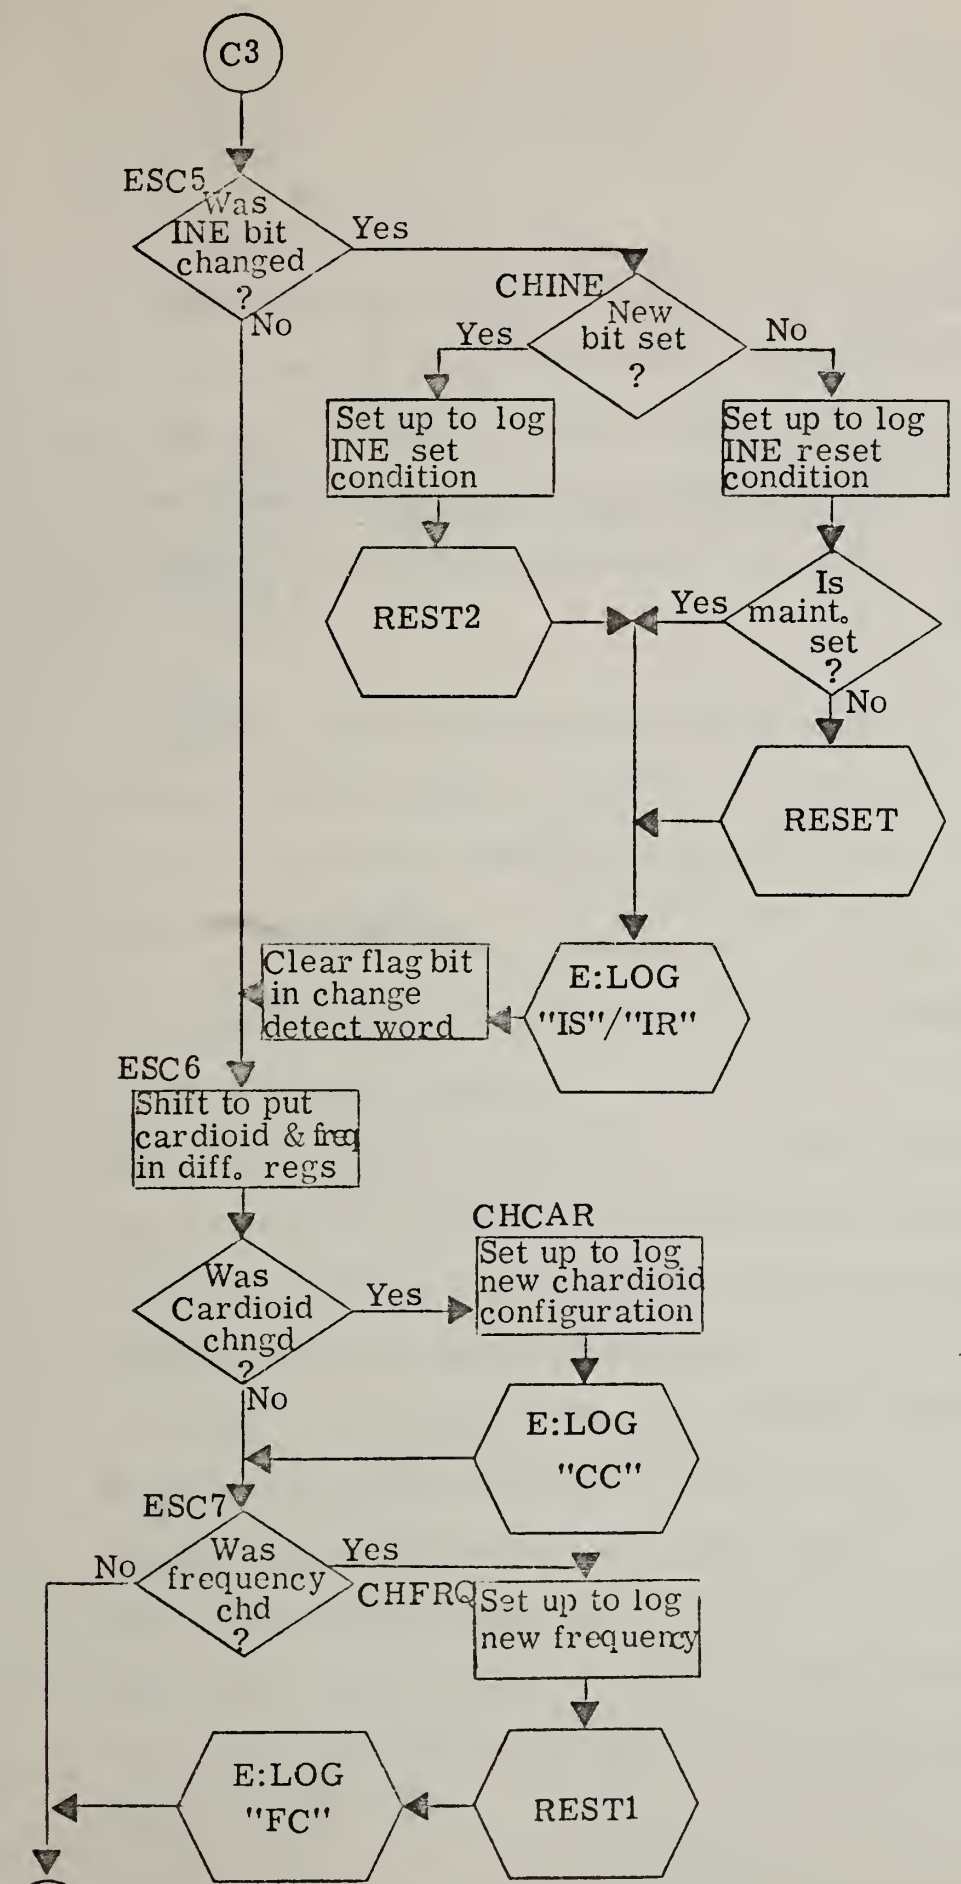 C3
ESC5
Was
INE bit
changed
?
Yes
No
CHINE
New
bit set
?
Yes
No
Set up to log
INE set
condition
Set up to log
INE reset
condition
REST2
Yes
Is
maint.
set
?
No
RESET
Clear flag bit
in change
detect word
E:LOG
"IS"/"IR"
ESC6
Shift to put
cardioid & freq
in diff. regs
CHCAR
Was
Cardioid
chngd
?
Yes
No
Set up to log
new chardioid
configuration
E:LOG
"CC"
ESC7
No
Was
frequency
chd
?
Yes
CHFRQ
Set up to log
new frequency
E:LOG
"FC"
REST1